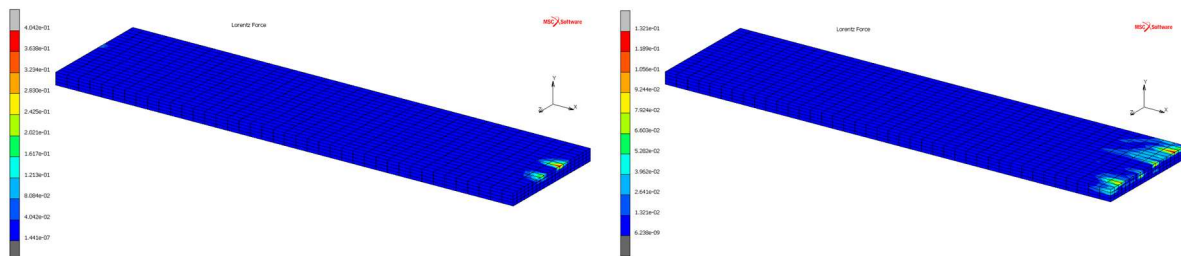 Lorentz Force
MSC Software
4.042e-01
3.638e-01
3.234e-01
2.830e-01
2.425e-01
2.021e-01
1.617e-01
1.213e-01
8.084e-02
4.042e-02
1.441e-07
Y
Z
X
Lorentz Force
MSC Software
1.321e-01
1.189e-01
1.056e-01
9.244e-02
7.924e-02
6.603e-02
5.282e-02
3.962e-02
2.641e-02
1.321e-02
6.238e-09
Y
Z
X